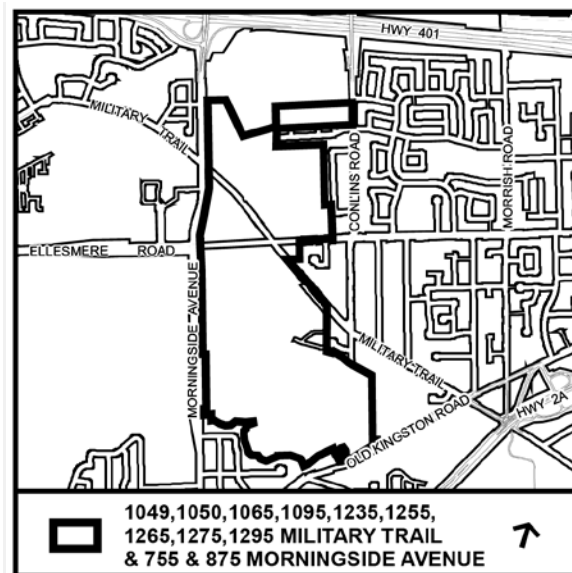 HWY 401
MILITARY TRAIL
CONLINS ROAD
MORRISH ROAD
ELLESMERE ROAD
MORNINGSIDE AVENUE
MILITARY TRAIL
OLD KINGSTON ROAD
HWY 2A
1049,1050,1065,1095,1235,1255,
1265,1275,1295 MILITARY TRAIL
& 755 & 875 MORNINGSIDE AVENUE